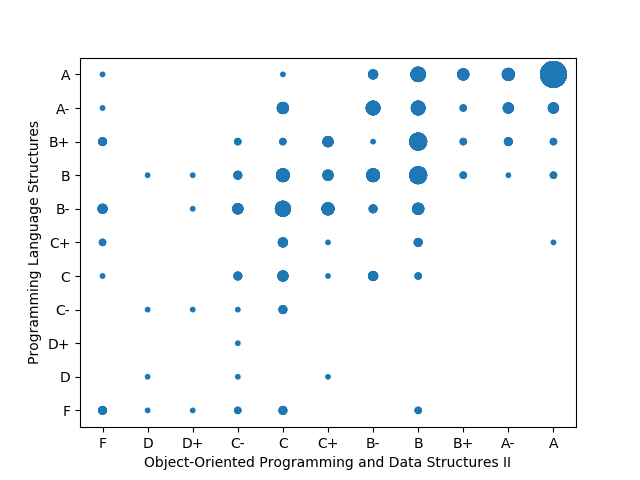 A
A-
B+
B
B-
C+
C
C-
D+
D
F
Programming Language Structures
F D D+ C- C C+ B- B B+ A- A
Object-Oriented Programming and Data Structures II